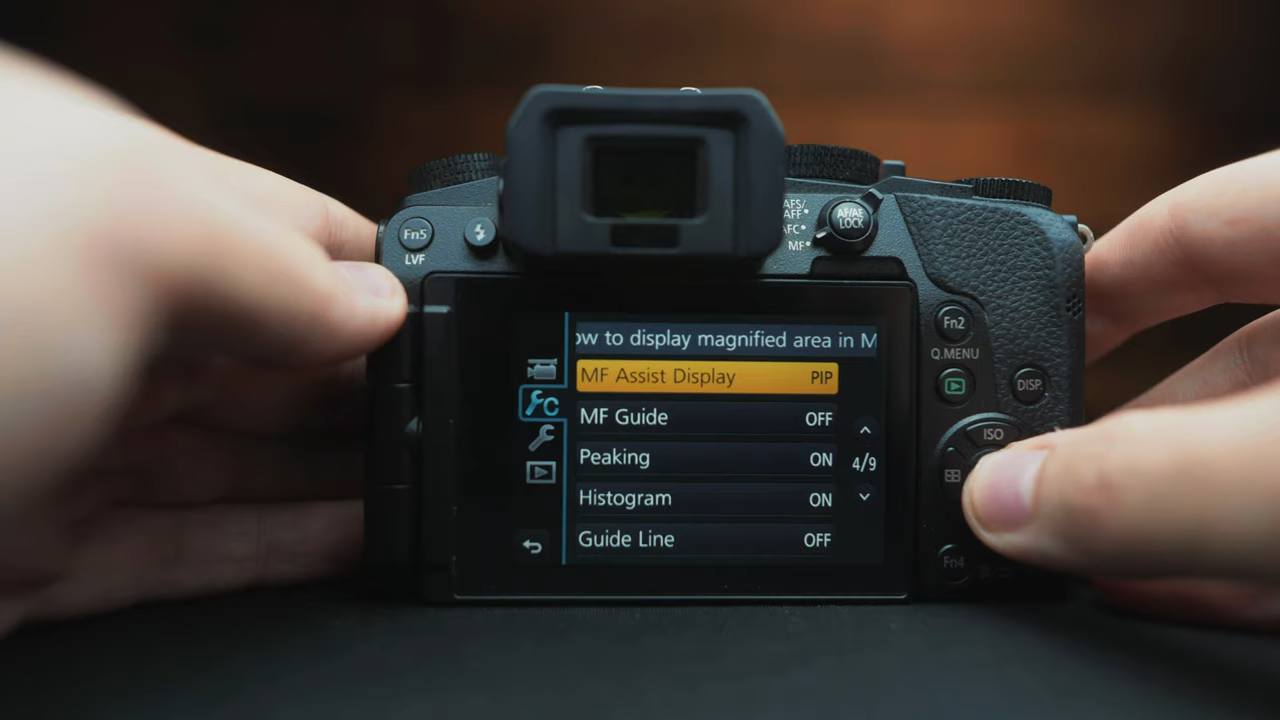 AFS/
AFF•
AFC•
MF•
AF/AE
LOCK
Fn5
LVF
Fn2
Q.MENU
DISP.
ISO
Fn4
ow to display magnified area in M
MF Assist Display PIP
MF Guide OFF
Peaking ON
4/9
Histogram ON
Guide Line OFF